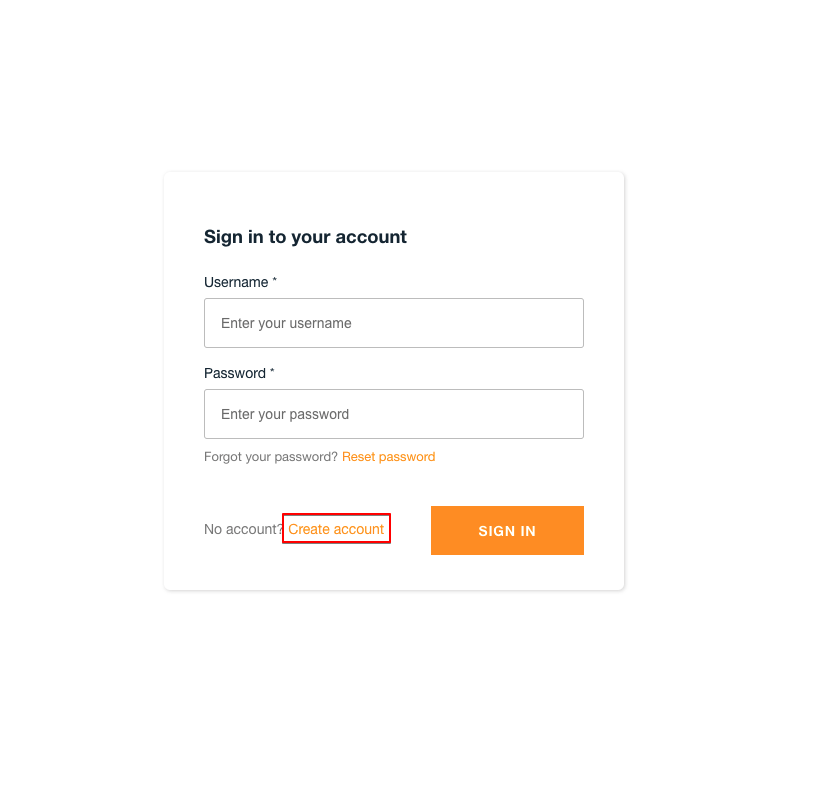 Sign in to your account
Username *
Enter your username
Password *
Enter your password
Forgot your password? Reset password
No account? Create account
SIGN IN